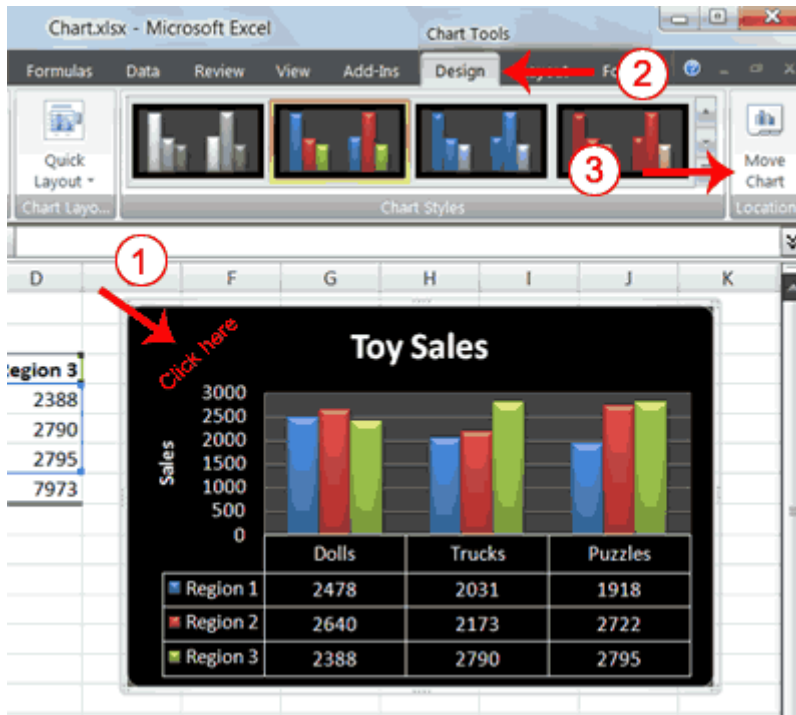 Chart.xlsx - Microsoft Excel
Chart Tools
Formulas Data Review View Add-Ins Design 2
Quick Layout
3
Move Chart
Chart Layo... Chart Styles Location
1
D F G H I J K
Click here
Toy Sales
egion 3
2388
2790
2795
7973
Sales
3000
2500
2000
1500
1000
500
0
Dolls Trucks Puzzles
Region 1 2478 2031 1918
Region 2 2640 2173 2722
Region 3 2388 2790 2795